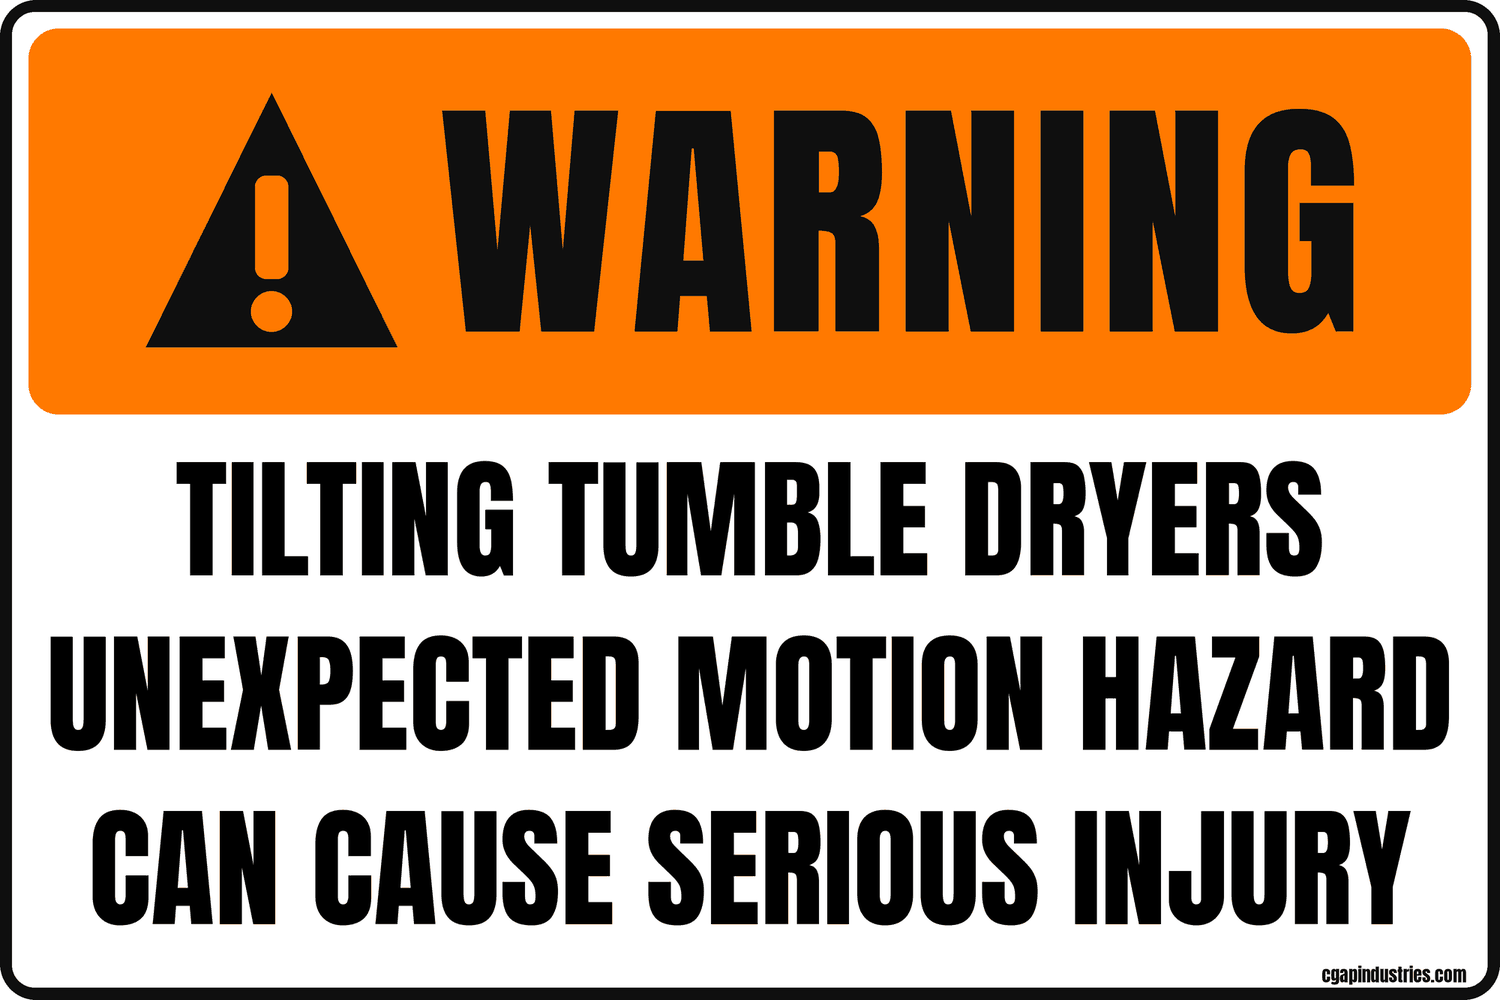 WARNING
TILTING TUMBLE DRYERS
UNEXPECTED MOTION HAZARD
CAN CAUSE SERIOUS INJURY
cgapindustries.com